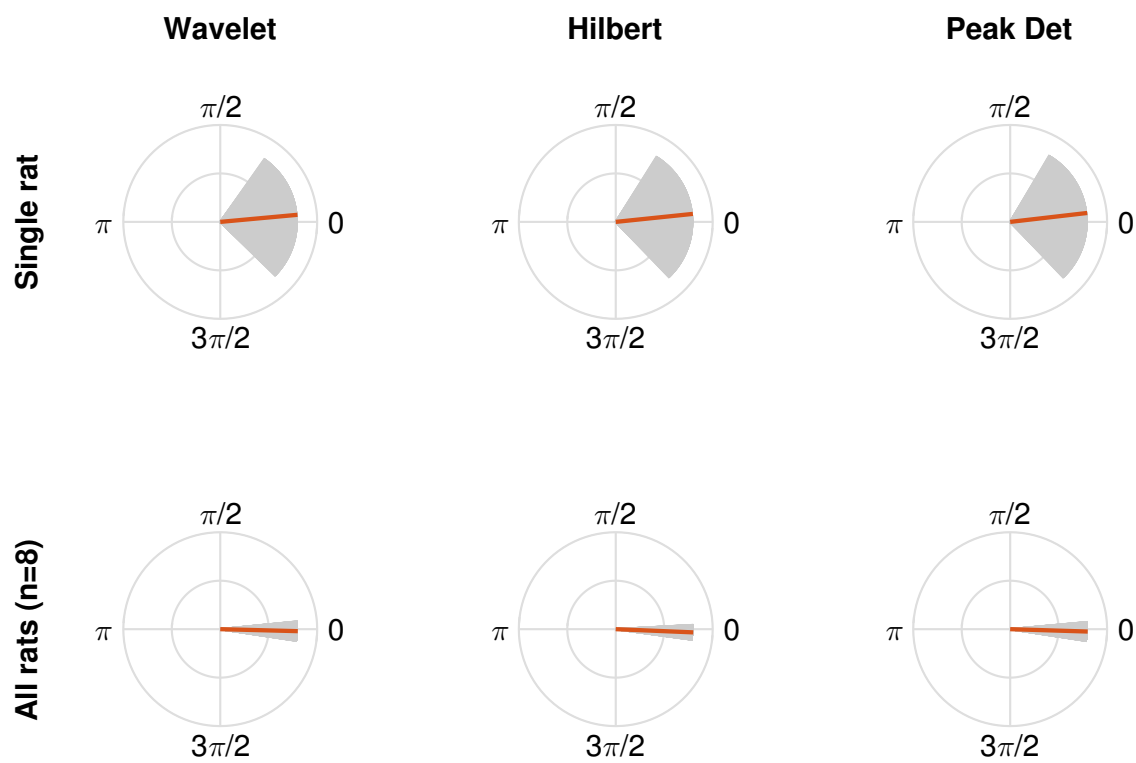 Wavelet Hilbert Peak Det
Single rat
π/2 π/2 π/2
π 0 π 0 π 0
3π/2 3π/2 3π/2
All rats (n=8)
π/2 π/2 π/2
π 0 π 0 π 0
3π/2 3π/2 3π/2